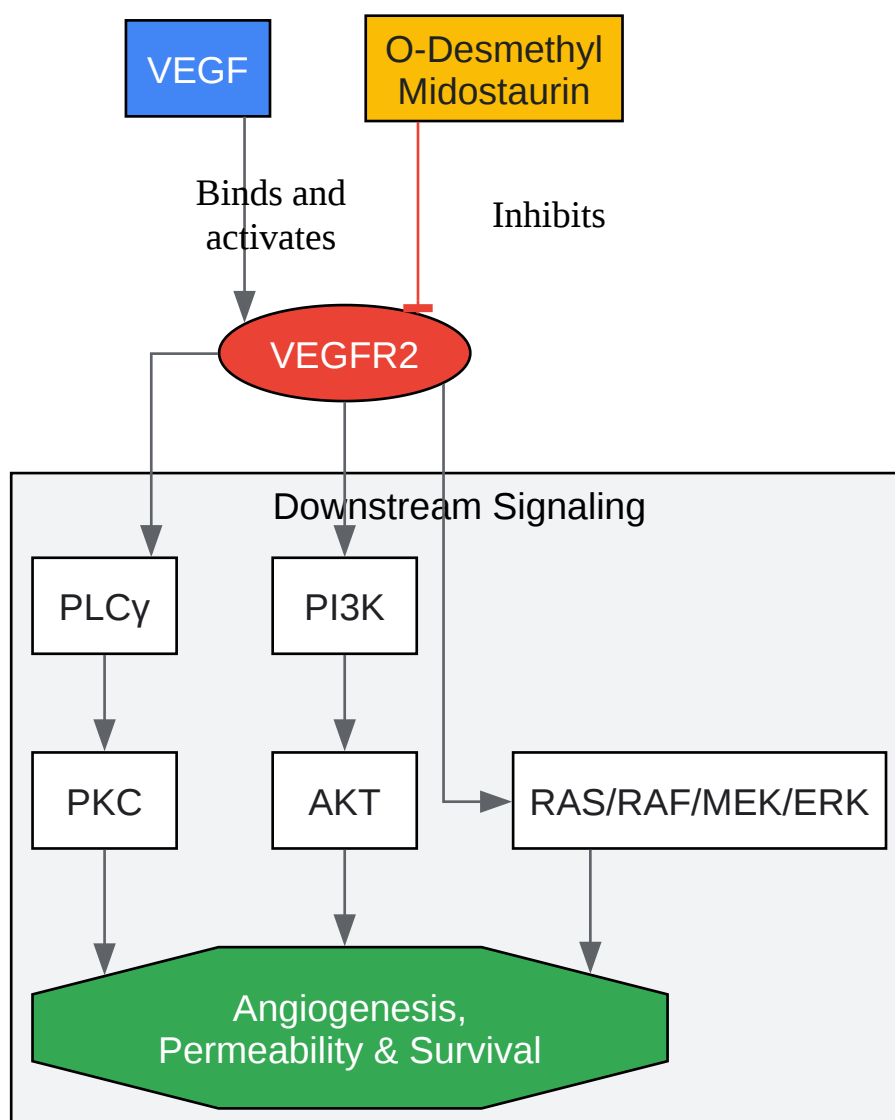 VEGF
O-Desmethyl
Midostaurin
Binds and
activates
Inhibits
VEGFR2
Downstream Signaling
PLCγ
PI3K
PKC
AKT
RAS/RAF/MEK/ERK
Angiogenesis,
Permeability & Survival